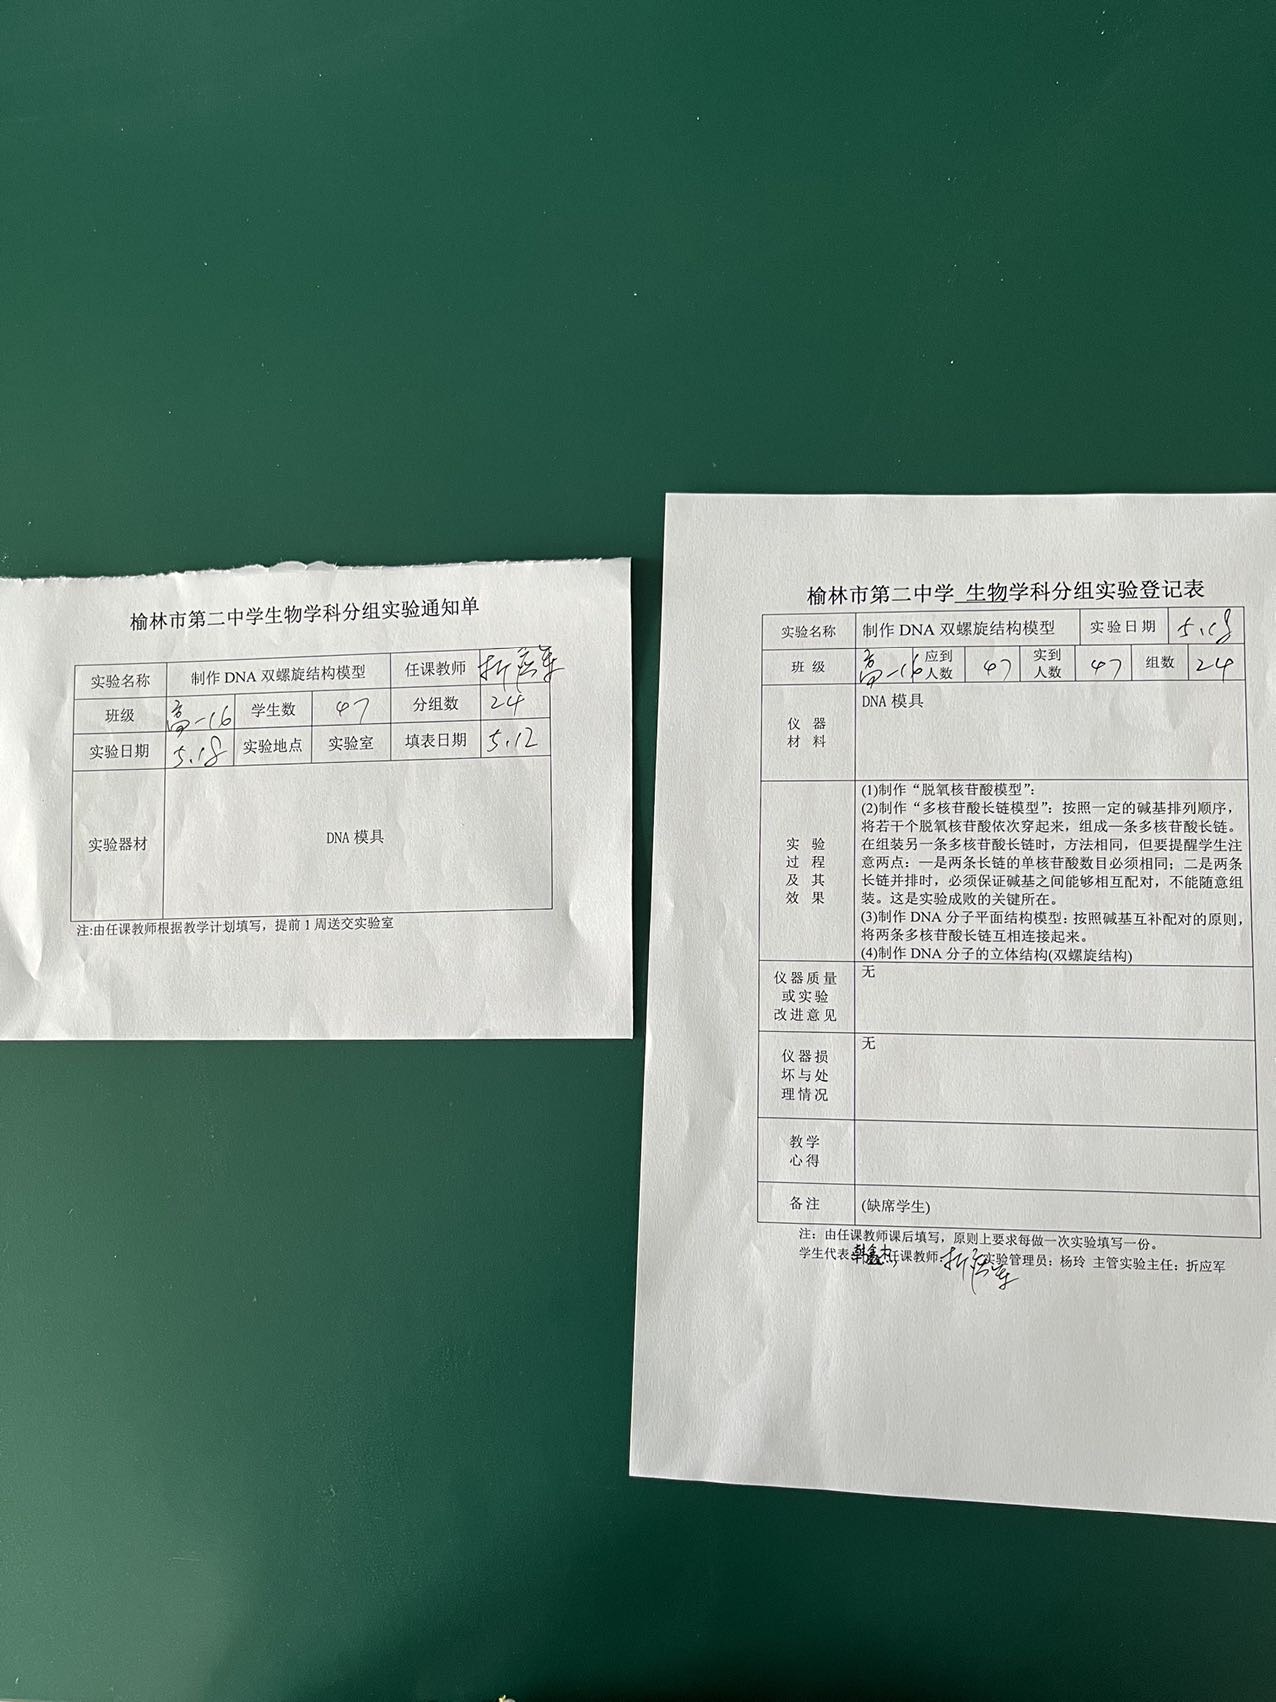 榆林市第二中学生物学科分组实验通知单
实验名称 制作 DNA 双螺旋结构模型 任课教师 折应军
班级 高一16 学生数 47 分组数 24
实验日期 5.18 实验地点 实验室 填表日期 5.12
实验器材 DNA 模具
注:由任课教师根据教学计划填写，提前 1 周送交实验室
榆林市第二中学 生物学科分组实验登记表
实验名称 制作 DNA 双螺旋结构模型 实验日期 5.18
班级 高一16 应到人数 47 实到人数 47 组数 24
仪器材料 DNA 模具
实验过程及其效果
(1)制作“脱氧核苷酸模型”:
(2)制作“多核苷酸长链模型”: 按照一定的碱基排列顺序，
将若干个脱氧核苷酸依次穿起来，组成一条多核苷酸长链。
在组装另一条多核苷酸长链时，方法相同，但要提醒学生注
意两点：一是两条长链的单核苷酸数目必须相同；二是两条
长链并排时，必须保证碱基之间能够相互配对，不能随意组
装。这是实验成败的关键所在。
(3)制作 DNA 分子平面结构模型: 按照碱基互补配对的原则，
将两条多核苷酸长链互相连接起来。
(4)制作 DNA 分子的立体结构(双螺旋结构)
仪器质量或实验改进意见 无
仪器损坏与处理情况 无
教学心得
备注 (缺席学生)
注：由任课教师课后填写，原则上要求每做一次实验填写一份。
学生代表 任课教师 折应军 实验管理员：杨玲 主管实验主任：折应军